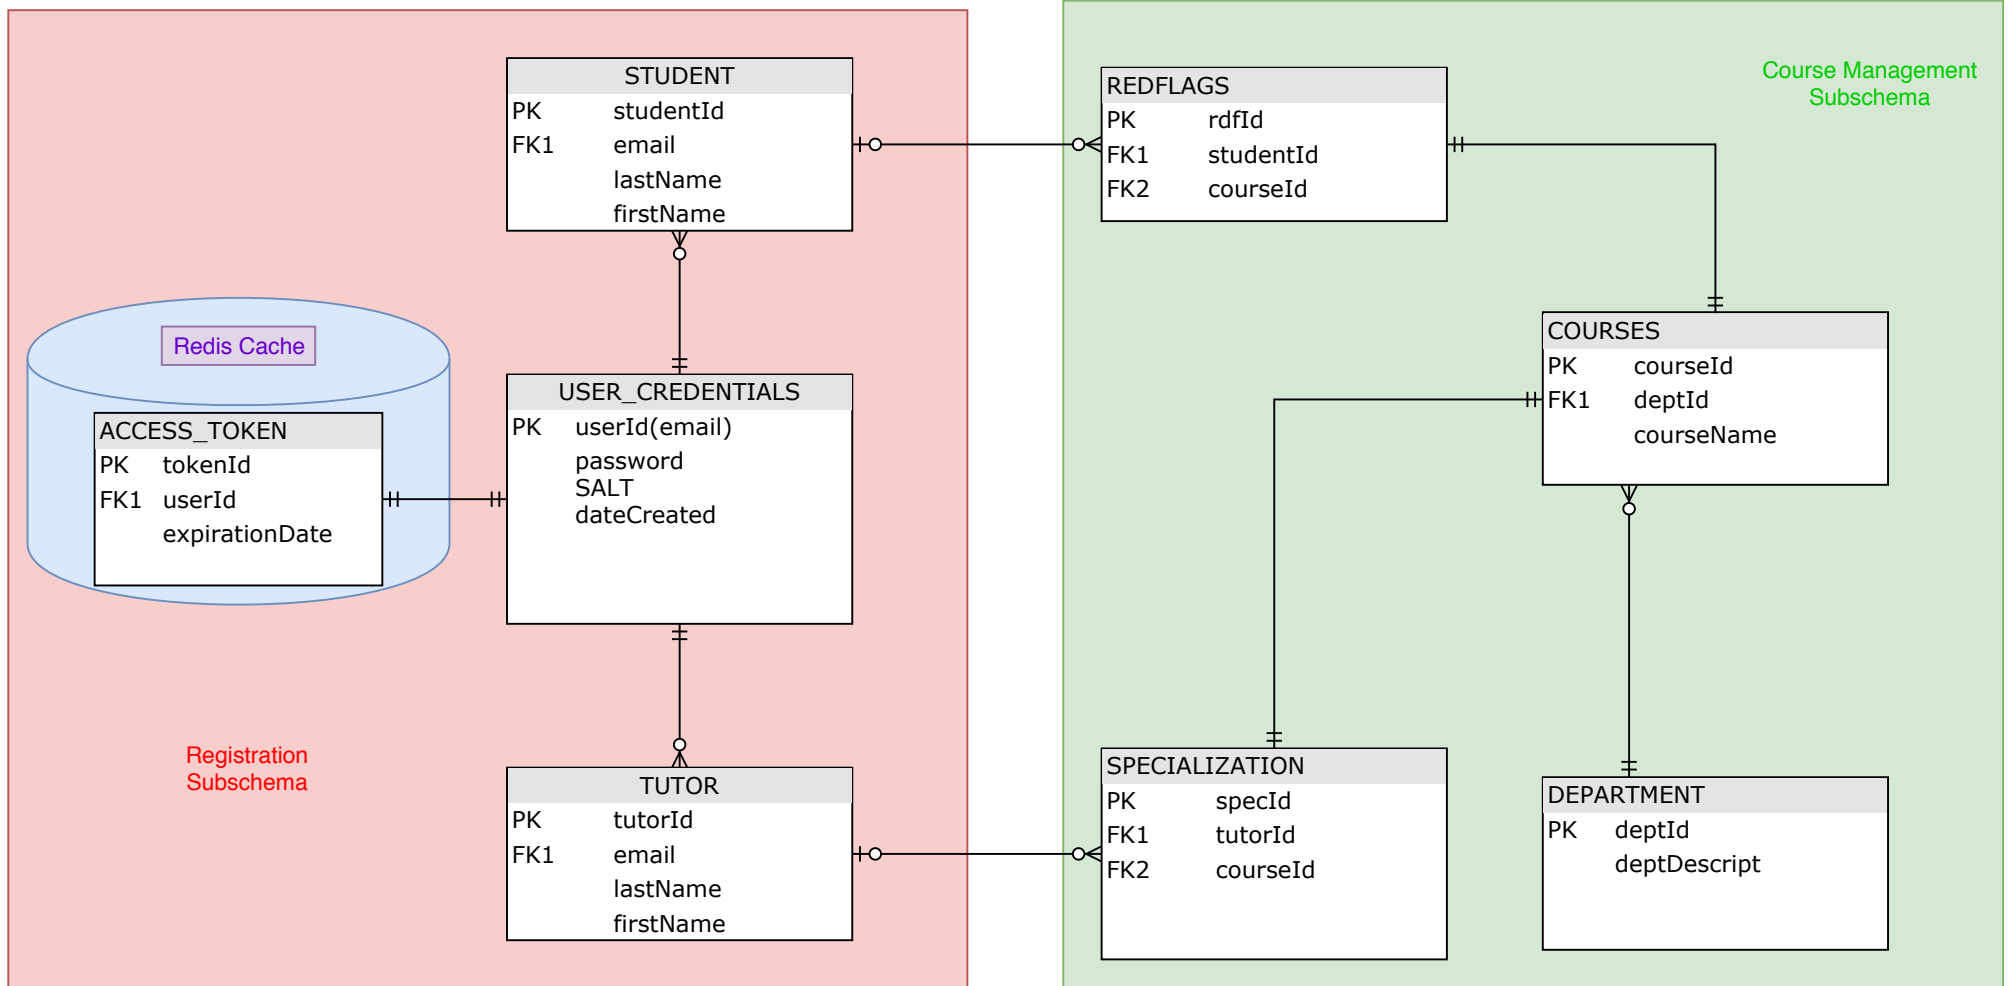 STUDENT
PK studentId
FK1 email
lastName
firstName
REDFLAGS
PK rdfId
FK1 studentId
FK2 courseId
Course Management
Subschema
Redis Cache
ACCESS_TOKEN
PK tokenId
FK1 userId
expirationDate
USER_CREDENTIALS
PK userId(email)
password
SALT
dateCreated
COURSES
PK courseId
FK1 deptId
courseName
Registration
Subschema
TUTOR
PK tutorId
FK1 email
lastName
firstName
SPECIALIZATION
PK specId
FK1 tutorId
FK2 courseId
DEPARTMENT
PK deptId
deptDescript